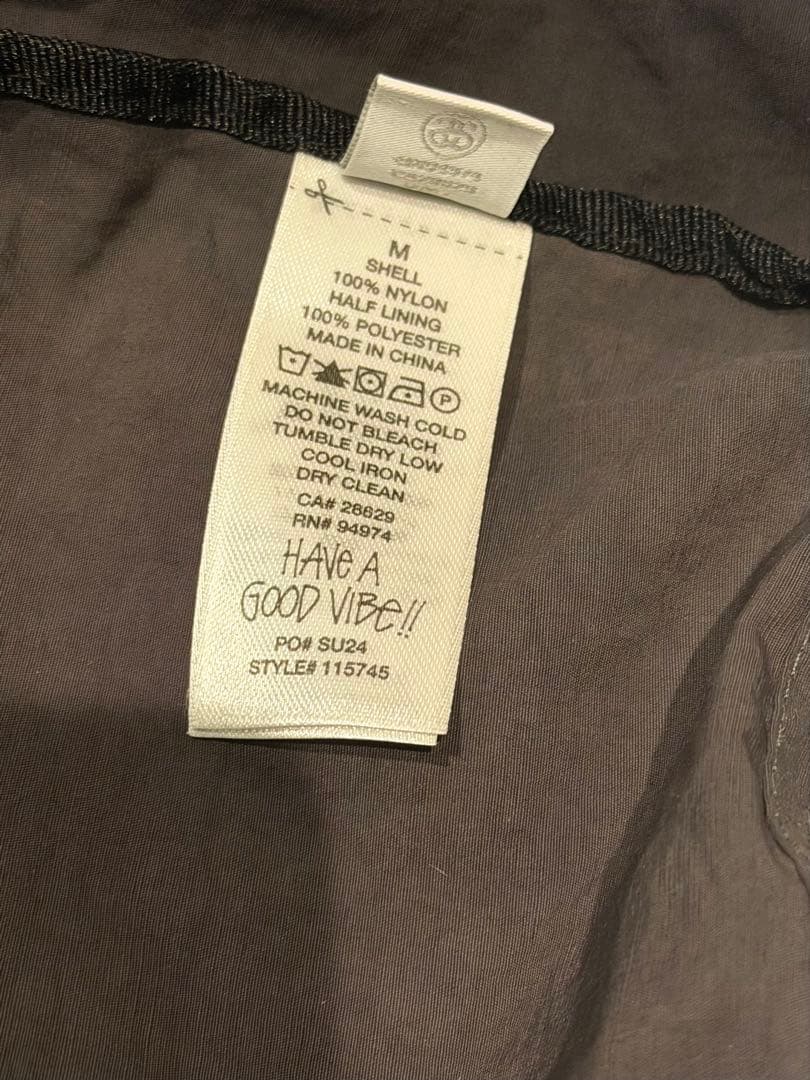 M
SHELL
100% NYLON
HALF LINING
100% POLYESTER
MADE IN CHINA
P
MACHINE WASH COLD
DO NOT BLEACH
TUMBLE DRY LOW
COOL IRON
DRY CLEAN
CA# 28629
RN# 94974
HAVE A
GOOD VIBE!!
PO# SU24
STYLE# 115745